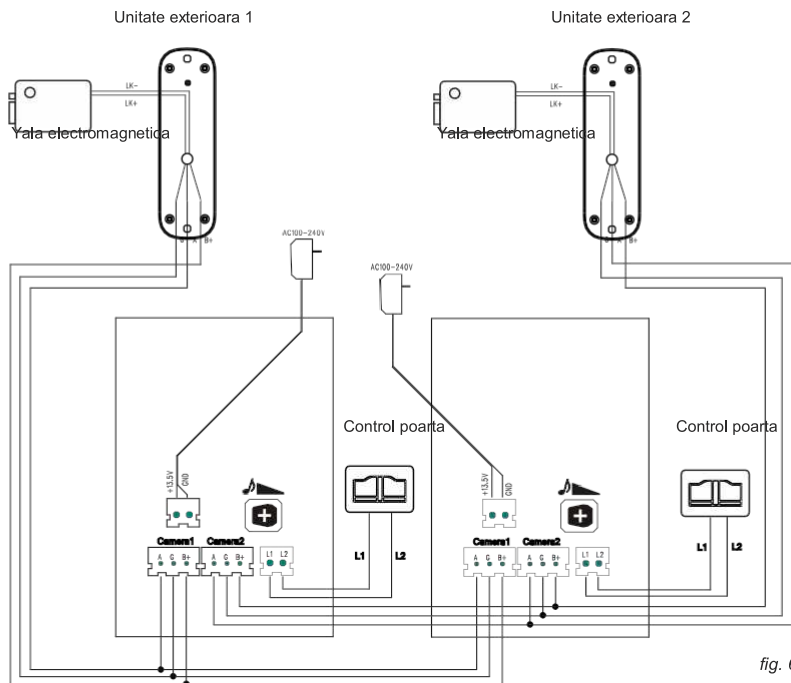 Unitate exterioara 1
Unitate exterioara 2
LK-
LK+
Yala electromagnetica
LK-
LK+
Yala electromagnetica
G A B+
G A B+
AC100-240V
AC100-240V
Control poarta
Control poarta
+13.5V GND
+13.5V GND
Camera1 Camera2
A G B+ A G B+ L1 L2
L1 L2
Camera1 Camera2
A G B+ A G B+ L1 L2
L1 L2
fig. 6